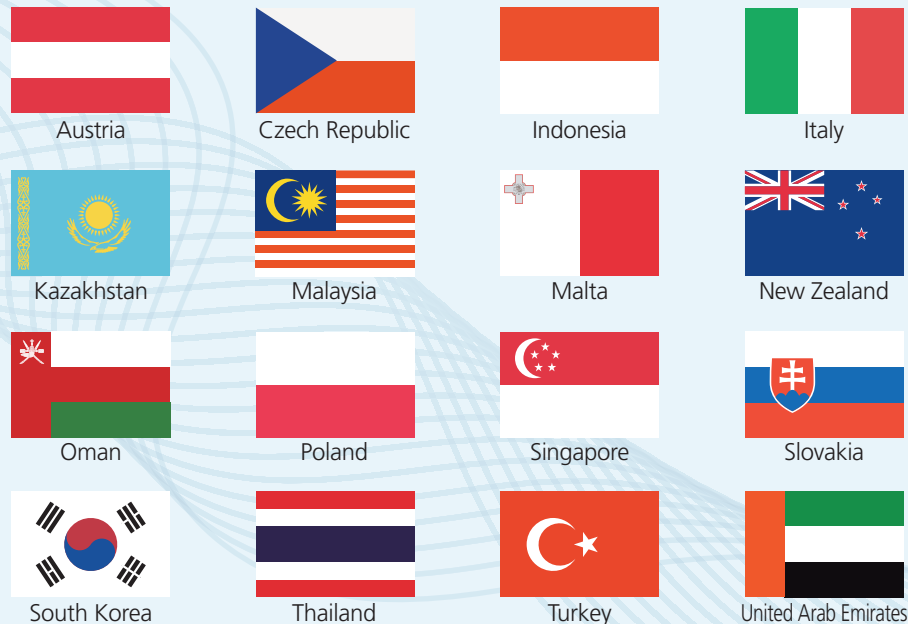 Austria
Czech Republic
Indonesia
Italy
Kazakhstan
Malaysia
Malta
New Zealand
Oman
Poland
Singapore
Slovakia
South Korea
Thailand
Turkey
United Arab Emirates